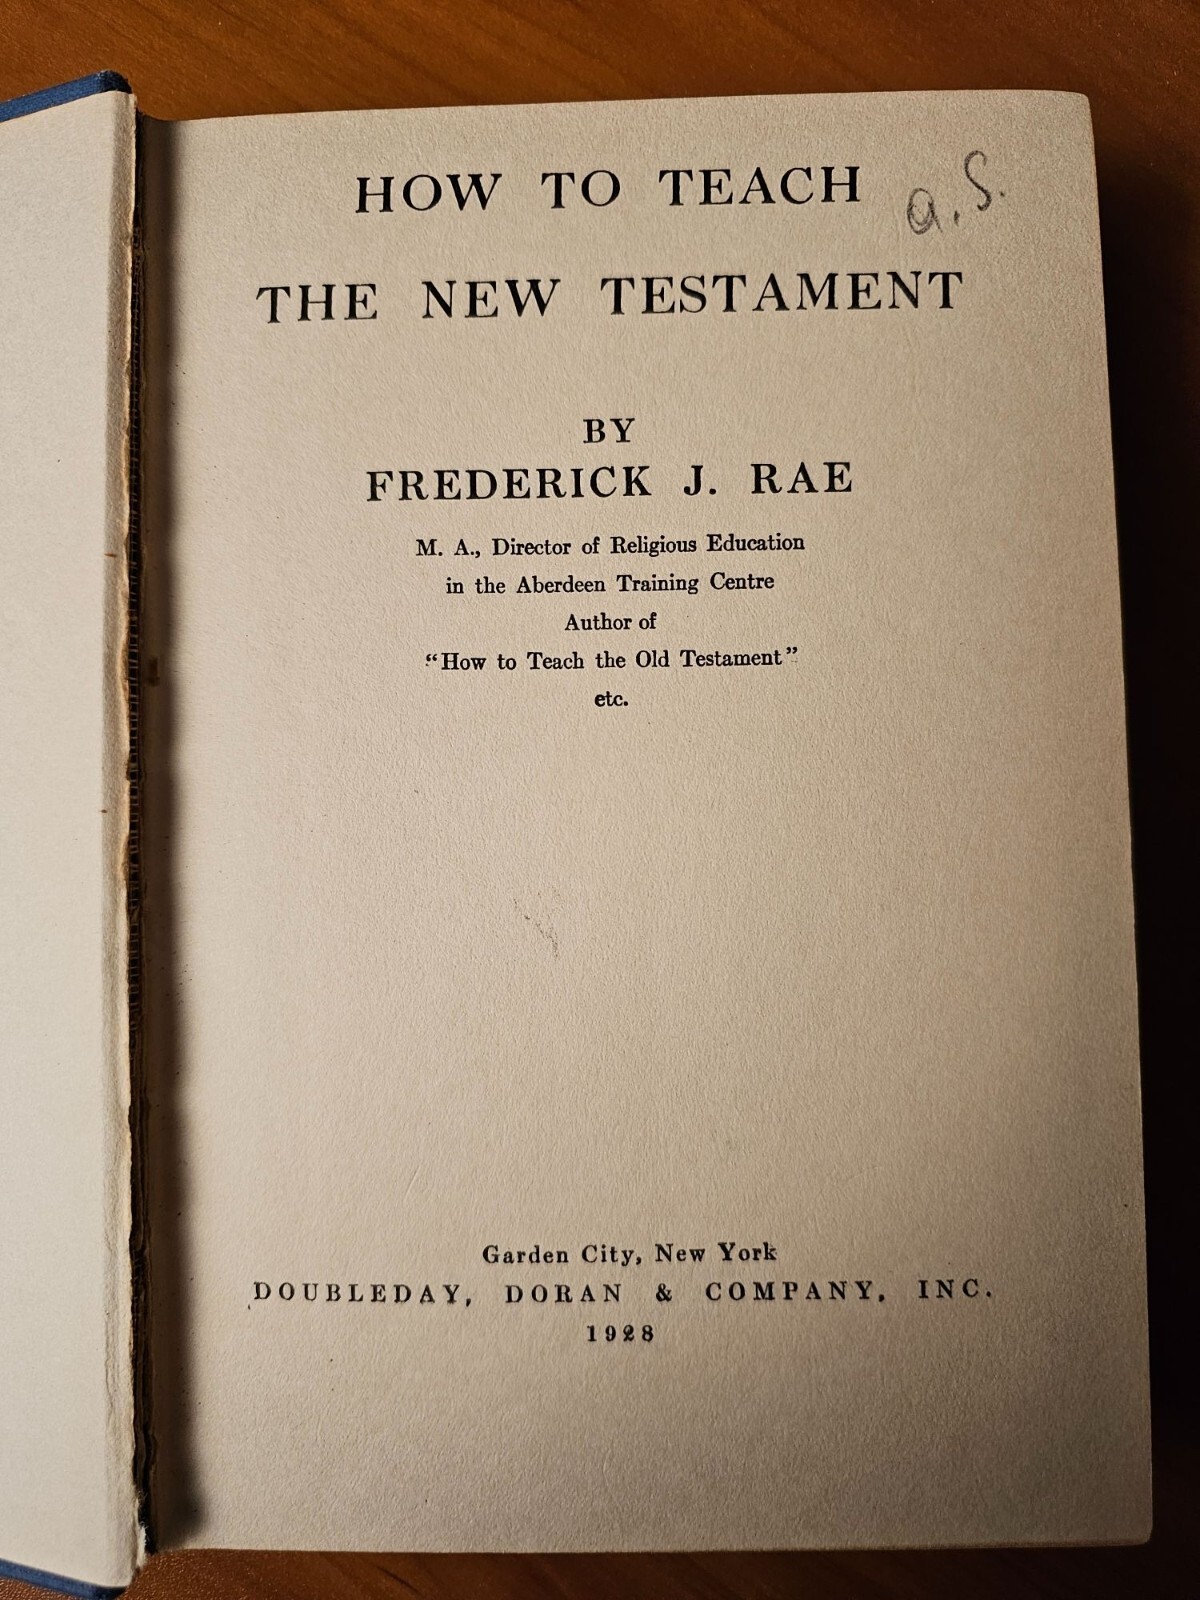 HOW TO TEACH
a. S.
THE NEW TESTAMENT
BY
FREDERICK J. RAE
M. A., Director of Religious Education
in the Aberdeen Training Centre
Author of
“How to Teach the Old Testament”
etc.
Garden City, New York
DOUBLEDAY, DORAN & COMPANY, INC.
1928